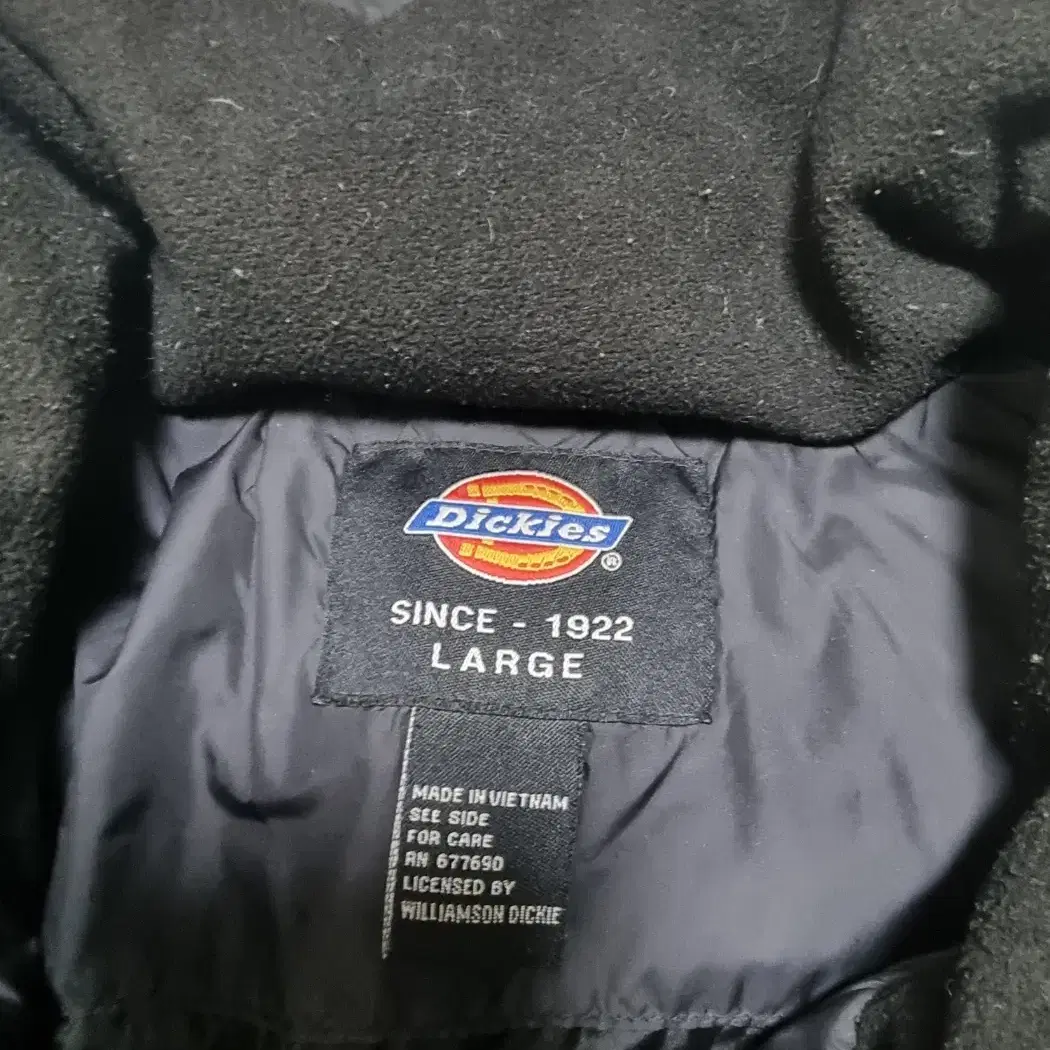 Dickies
®
SINCE - 1922
LARGE
MADE IN VIETNAM
SEE SIDE
FOR CARE
RN 677690
LICENSED BY
WILLIAMSON DICKIE